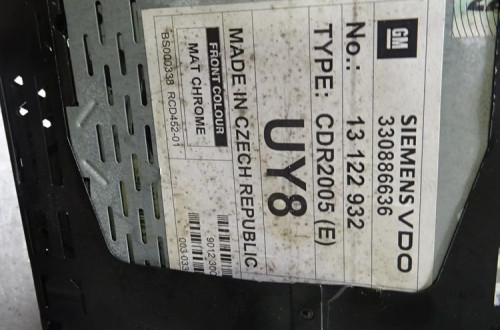 GM
SIEMENS VDO
330886636
No.: 13 122 932
TYPE: CDR2005 (E)
UY8
MADE IN CZECH REPUBLIC
FRONT COLOUR
MAT CHROME
RCD452-01